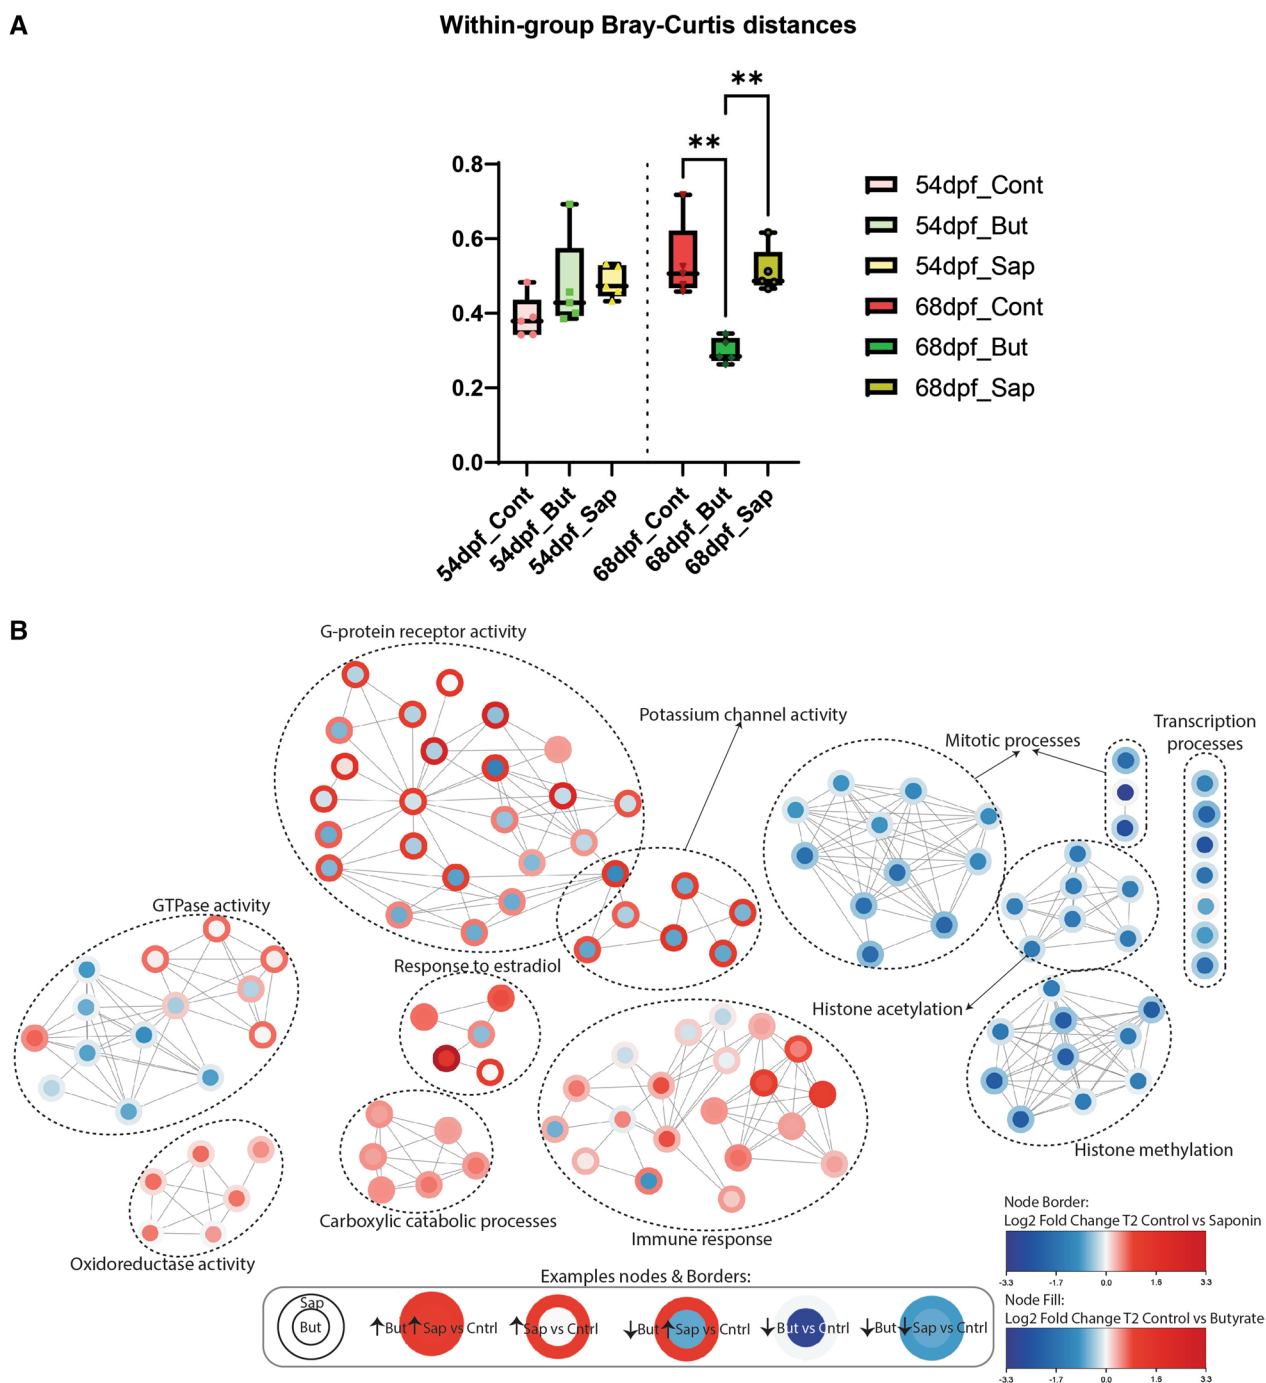 A
Within-group Bray-Curtis distances
**
**
0.8
0.6
0.4
0.2
0.0
54dpf_Cont
54dpf_But
54dpf_Sap
68dpf_Cont
68dpf_But
68dpf_Sap
54dpf_Cont
54dpf_But
54dpf_Sap
68dpf_Cont
68dpf_But
68dpf_Sap
B
G-protein receptor activity
Potassium channel activity
Mitotic processes
Transcription
processes
GTPase activity
Response to estradiol
Histone acetylation
Histone methylation
Carboxylic catabolic processes
Immune response
Oxidoreductase activity
Node Border:
Log2 Fold Change T2 Control vs Saponin
-3.3 -1.7 0.0 1.6 3.3
Node Fill:
Log2 Fold Change T2 Control vs Butyrate
-3.3 -1.7 0.0 1.6 3.3
Examples nodes & Borders:
Sap
But
↑But↑Sap vs Cntrl
↑Sap vs Cntrl
↓But↑Sap vs Cntrl
↓But vs Cntrl
↓But↓Sap vs Cntrl